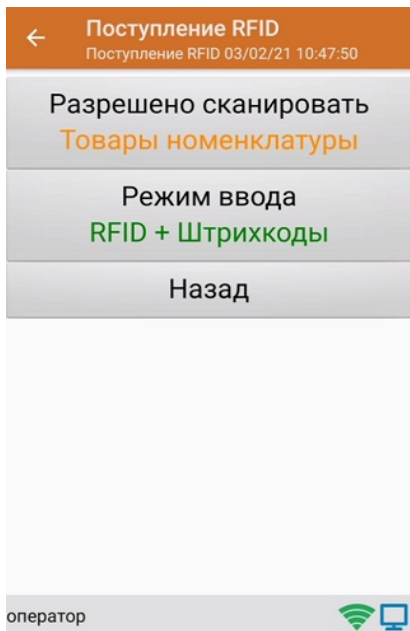 Поступление RFID
Поступление RFID 03/02/21 10:47:50
Разрешено сканировать
Товары номенклатуры
Режим ввода
RFID + Штрихкоды
Назад
оператор